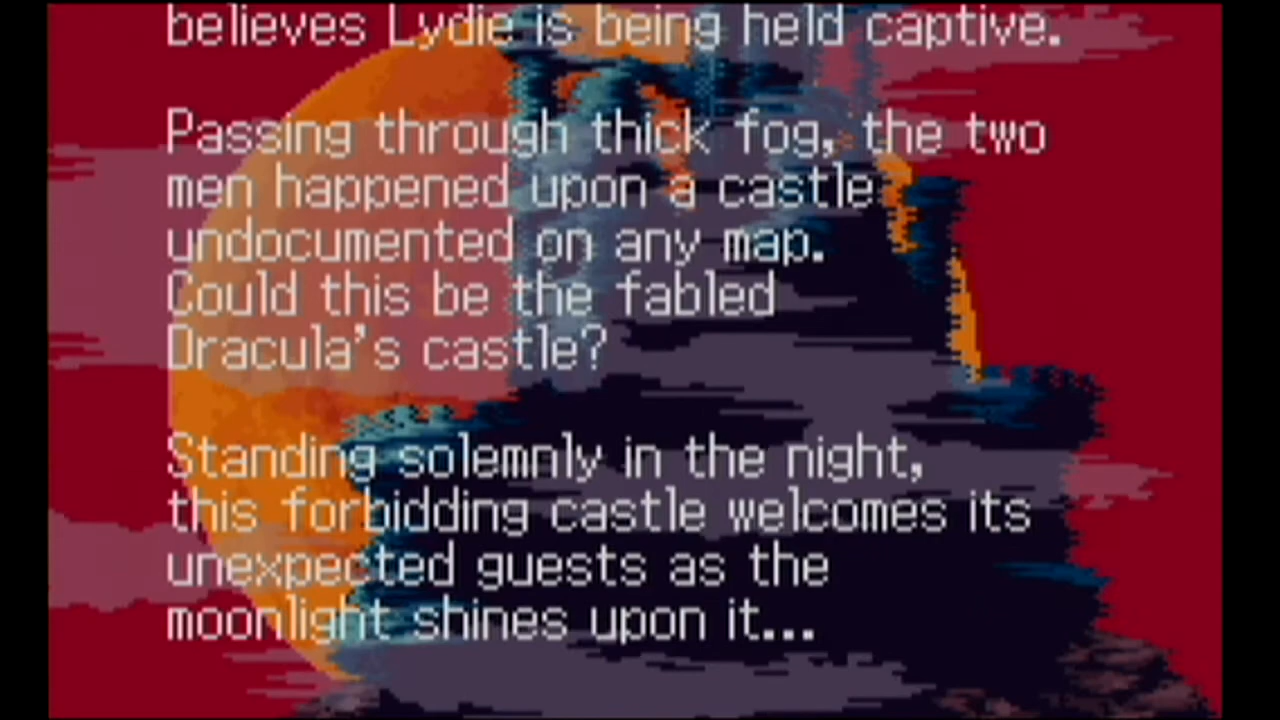 believes Lydie is being held captive.
Passing through thick fog, the two
men happened upon a castle
undocumented on any map.
Could this be the fabled
Dracula's castle?
Standing solemnly in the night,
this forbidding castle welcomes its
unexpected guests as the
moonlight shines upon it...